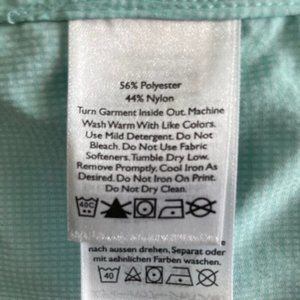 56% Polyester
44% Nylon
Turn Garment Inside Out. Machine
Wash Warm With Like Colors.
Use Mild Detergent. Do Not
Bleach. Do Not Use Fabric
Softeners. Tumble Dry Low.
Remove Promptly. Cool Iron As
Desired. Do Not Iron On Print.
Do Not Dry Clean.
40C
nach aussen drehen. Separat oder
mit aehnlichen Farben waschen.
40